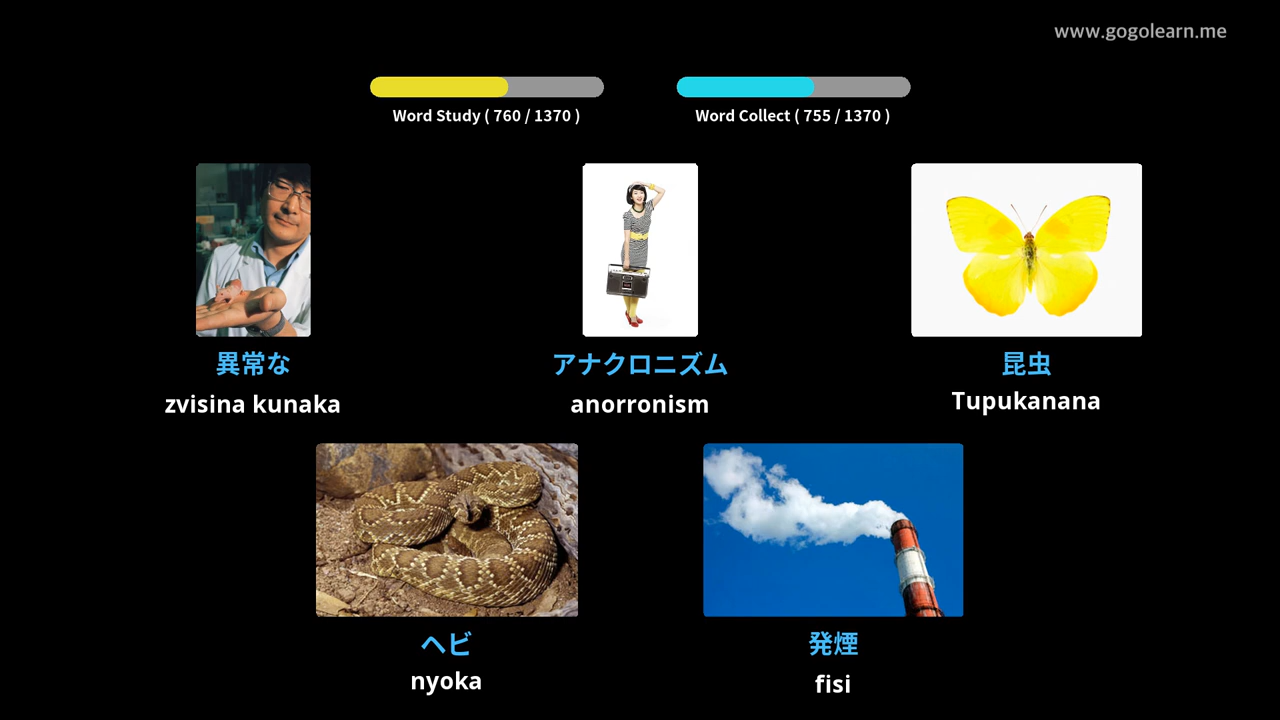 www.gogolearn.me
Word Study ( 760 / 1370 )
Word Collect ( 755 / 1370 )
異常な
zvisina kunaka
アナクロニズム
anorronism
昆虫
Tupukanana
ヘビ
nyoka
発煙
fisi